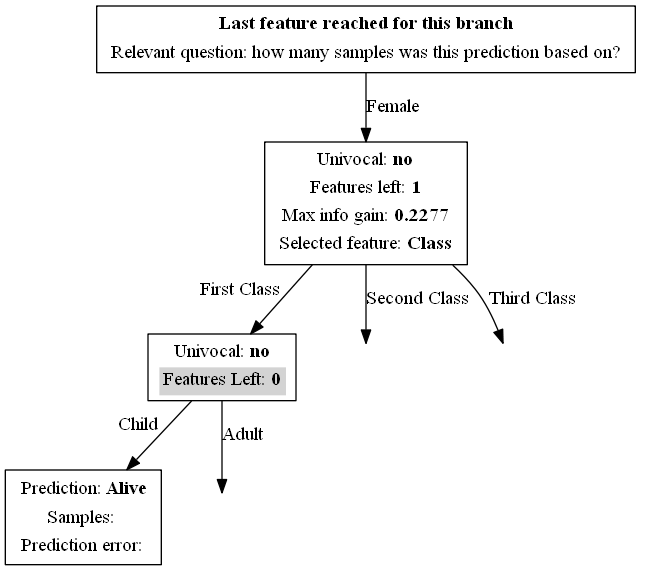 Last feature reached for this branch
Relevant question: how many samples was this prediction based on?
Female
Univocal: no
Features left: 1
Max info gain: 0.2277
Selected feature: Class
First Class
Second Class
Third Class
Univocal: no
Features Left: 0
Child
Adult
Prediction: Alive
Samples:
Prediction error: